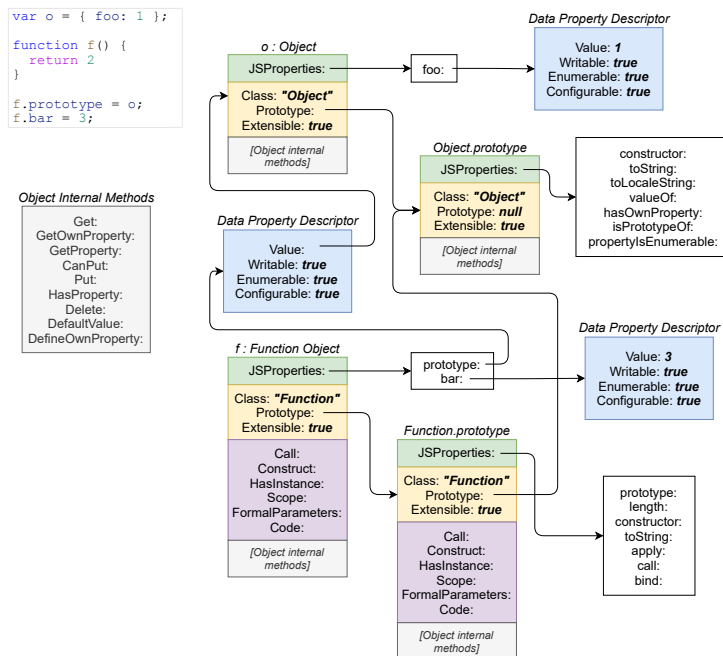 var o = { foo: 1 };
function f() {
return 2
}
f.prototype = o;
f.bar = 3;
o : Object
JSProperties:
Class: "Object"
Prototype:
Extensible: true
[Object internal
methods]
foo:
Data Property Descriptor
Value: 1
Writable: true
Enumerable: true
Configurable: true
Object.prototype
JSProperties:
Class: "Object"
Prototype: null
Extensible: true
[Object internal
methods]
constructor:
toString:
toLocaleString:
valueOf:
hasOwnProperty:
isPrototypeOf:
propertyIsEnumerable:
Object Internal Methods
Get:
GetOwnProperty:
GetProperty:
CanPut:
Put:
HasProperty:
Delete:
DefaultValue:
DefineOwnProperty:
Data Property Descriptor
Value:
Writable: true
Enumerable: true
Configurable: true
f : Function Object
JSProperties:
Class: "Function"
Prototype:
Extensible: true
Call:
Construct:
HasInstance:
Scope:
FormalParameters:
Code:
[Object internal
methods]
prototype:
bar:
Data Property Descriptor
Value: 3
Writable: true
Enumerable: true
Configurable: true
Function.prototype
JSProperties:
Class: "Function"
Prototype:
Extensible: true
Call:
Construct:
HasInstance:
Scope:
FormalParameters:
Code:
[Object internal
methods]
prototype:
length:
constructor:
toString:
apply:
call:
bind: